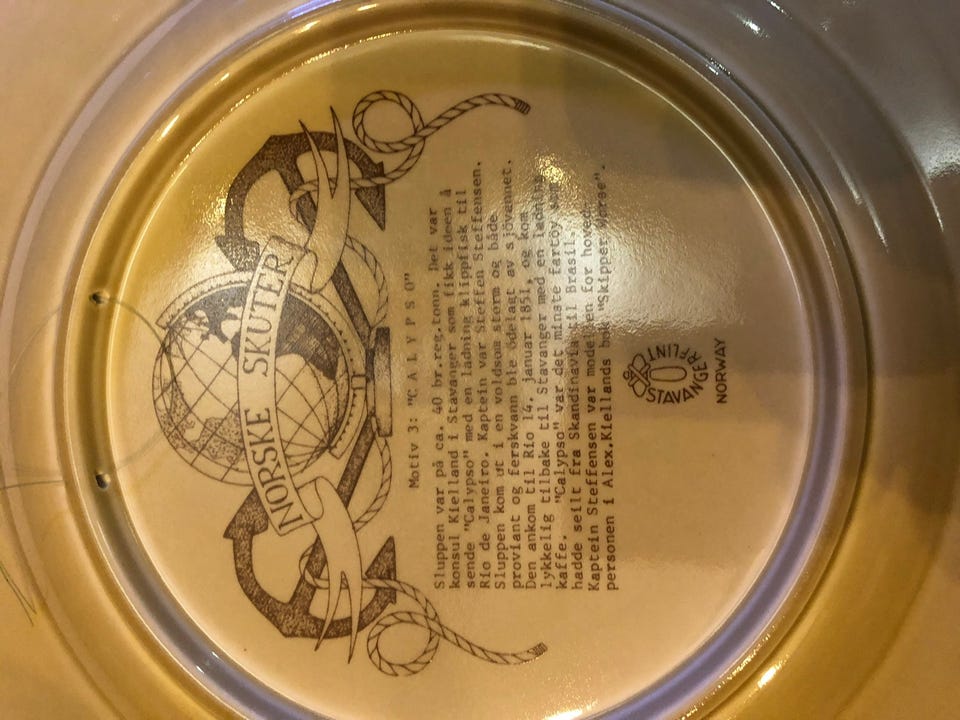 NORSKE SKUTER
Motiv 3: "CALYPSO"
Sluppen var på ca. 40 br.reg.tonn. Det var
konsul Kielland i Stavanger som fikk ideen å
sende "Calypso" med en ladning klippfisk til
Rio de Janeiro. Kaptein var Steffen Steffensen.
Sluppen kom ut i en voldsom storm og både
proviant og ferskvann ble ödelagt av sjövannet.
Den ankom til Rio 14. januar 1851, og kom
lykkelig tilbake til Stavanger med en ladning
kaffe. "Calypso" var det minste fartöy som
hadde seilt fra Skandinavia til Brasil.
Kaptein Steffensen var modellen for hoved-
personen i Alex.Kiellands bok "Skipper Worse".
STAVANGERFLINT
NORWAY